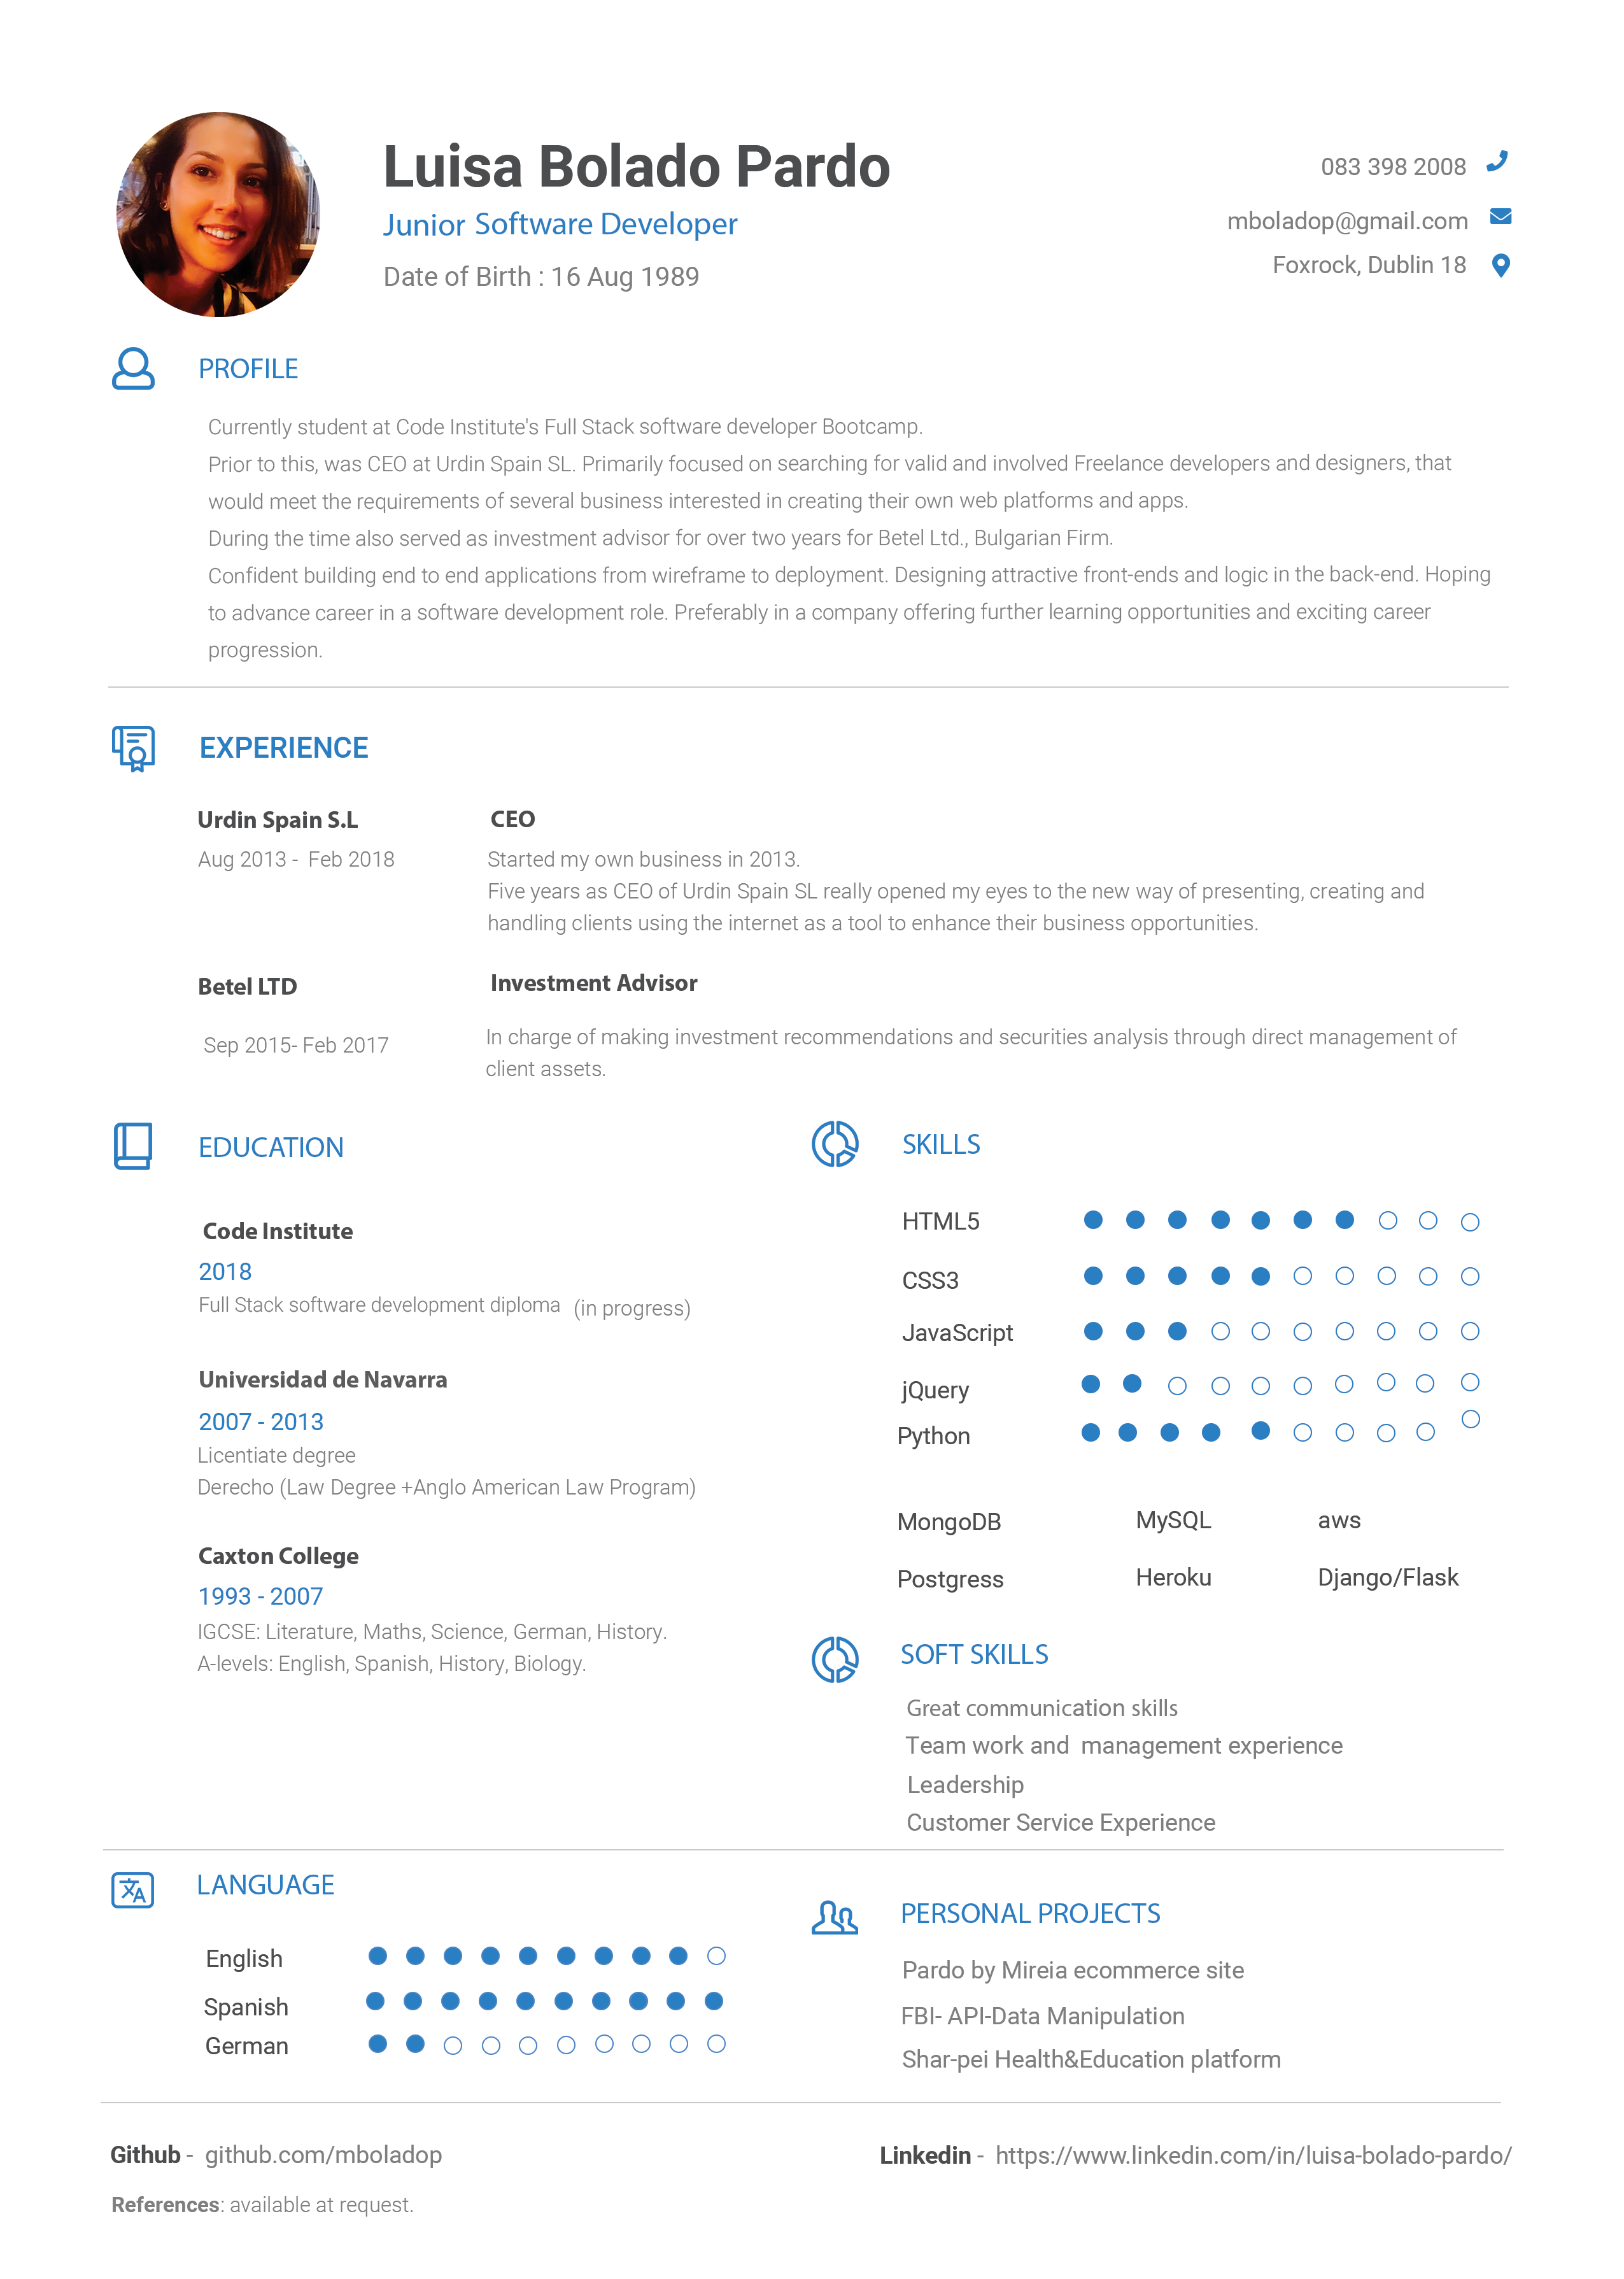 Luisa Bolado Pardo
Junior Software Developer
Date of Birth : 16 Aug 1989
083 398 2008
mboladop@gmail.com
Foxrock, Dublin 18
PROFILE
Currently student at Code Institute's Full Stack software developer Bootcamp.
Prior to this, was CEO at Urdin Spain SL. Primarily focused on searching for valid and involved Freelance developers and designers, that
would meet the requirements of several business interested in creating their own web platforms and apps.
During the time also served as investment advisor for over two years for Betel Ltd., Bulgarian Firm.
Confident building end to end applications from wireframe to deployment. Designing attractive front-ends and logic in the back-end. Hoping
to advance career in a software development role. Preferably in a company offering further learning opportunities and exciting career
progression.
EXPERIENCE
Urdin Spain S.L
Aug 2013 - Feb 2018
CEO
Started my own business in 2013.
Five years as CEO of Urdin Spain SL really opened my eyes to the new way of presenting, creating and
handling clients using the internet as a tool to enhance their business opportunities.
Betel LTD
Sep 2015- Feb 2017
Investment Advisor
In charge of making investment recommendations and securities analysis through direct management of
client assets.
EDUCATION
Code Institute
2018
Full Stack software development diploma (in progress)
Universidad de Navarra
2007 - 2013
Licentiate degree
Derecho (Law Degree +Anglo American Law Program)
Caxton College
1993 - 2007
IGCSE: Literature, Maths, Science, German, History.
A-levels: English, Spanish, History, Biology.
SKILLS
HTML5
CSS3
JavaScript
jQuery
Python
MongoDB MySQL aws
Postgress Heroku Django/Flask
SOFT SKILLS
Great communication skills
Team work and management experience
Leadership
Customer Service Experience
LANGUAGE
English
Spanish
German
PERSONAL PROJECTS
Pardo by Mireia ecommerce site
FBI- API-Data Manipulation
Shar-pei Health&Education platform
Github - github.com/mboladop
Linkedin - https://www.linkedin.com/in/luisa-bolado-pardo/
References: available at request.